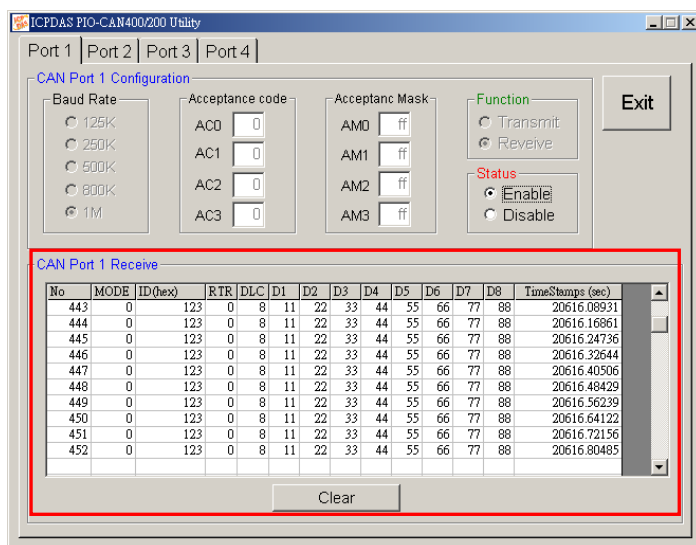 ICPDAS PIO-CAN400/200 Utility
Port 1 Port 2 Port 3 Port 4
CAN Port 1 Configuration
Baud Rate
125K
250K
500K
800K
1M
Acceptance code
AC0 0
AC1 0
AC2 0
AC3 0
Acceptanc Mask
AM0 ff
AM1 ff
AM2 ff
AM3 ff
Function
Transmit
Reveive
Status
Enable
Disable
Exit
CAN Port 1 Receive
No MODE ID(hex) RTR DLC D1 D2 D3 D4 D5 D6 D7 D8 TimeStamps (sec)
443 0 123 0 8 11 22 33 44 55 66 77 88 20616.08931
444 0 123 0 8 11 22 33 44 55 66 77 88 20616.16861
445 0 123 0 8 11 22 33 44 55 66 77 88 20616.24736
446 0 123 0 8 11 22 33 44 55 66 77 88 20616.32644
447 0 123 0 8 11 22 33 44 55 66 77 88 20616.40506
448 0 123 0 8 11 22 33 44 55 66 77 88 20616.48429
449 0 123 0 8 11 22 33 44 55 66 77 88 20616.56239
450 0 123 0 8 11 22 33 44 55 66 77 88 20616.64122
451 0 123 0 8 11 22 33 44 55 66 77 88 20616.72156
452 0 123 0 8 11 22 33 44 55 66 77 88 20616.80485
Clear